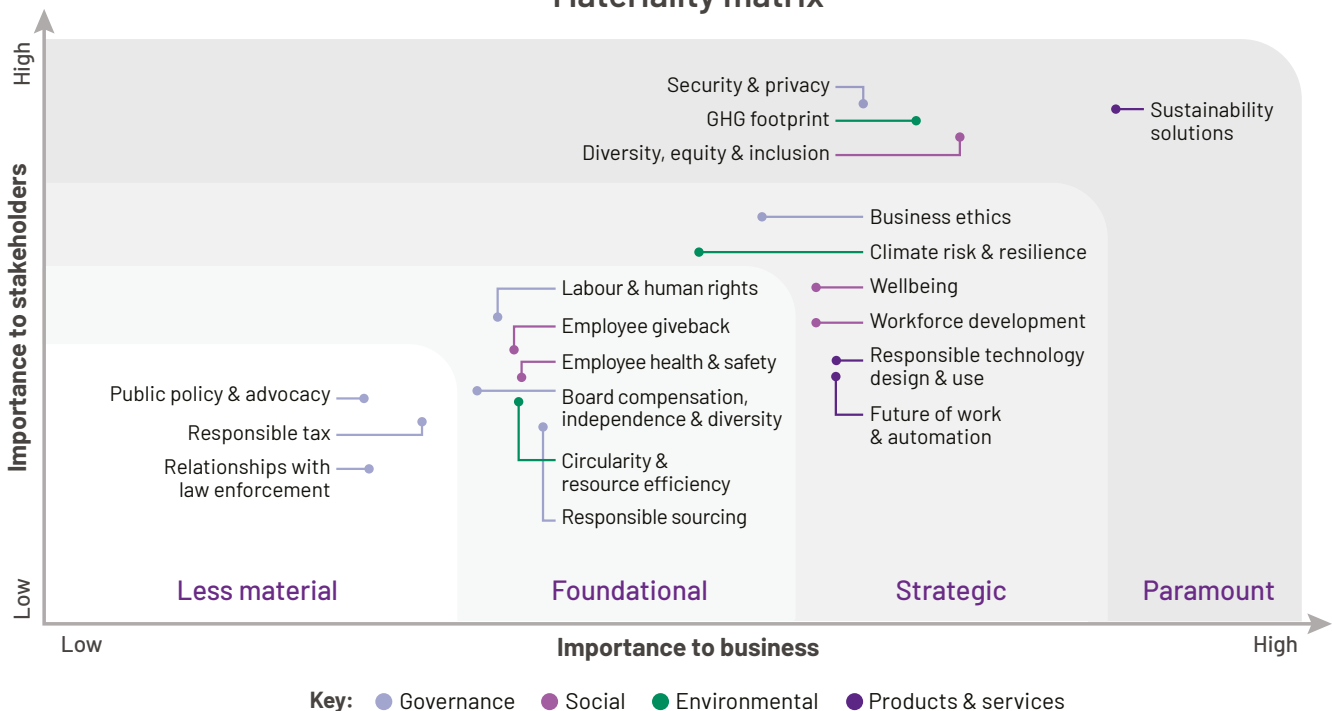 Materiality matrix
High
Security & privacy
GHG footprint
Diversity, equity & inclusion
Sustainability
solutions
Importance to stakeholders
Business ethics
Climate risk & resilience
Wellbeing
Workforce development
Responsible technology
design & use
Future of work
& automation
Labour & human rights
Employee giveback
Employee health & safety
Board compensation,
independence & diversity
Circularity &
resource efficiency
Responsible sourcing
Public policy & advocacy
Responsible tax
Relationships with
law enforcement
Low
Less material
Foundational
Strategic
Paramount
Low
Importance to business
High
Key:
Governance
Social
Environmental
Products & services